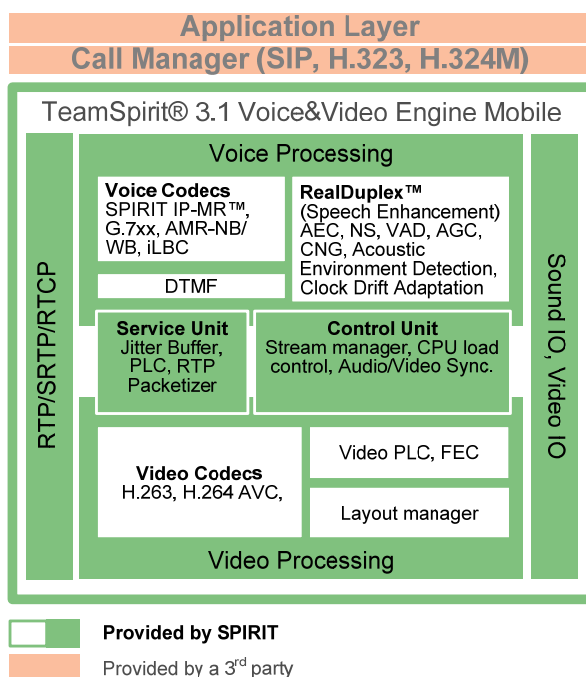 Application Layer
Call Manager (SIP, H.323, H.324M)
TeamSpirit® 3.1 Voice&Video Engine Mobile
RTP/SRTP/RTCP
Voice Processing
Voice Codecs
SPIRIT IP-MR™,
G.7xx, AMR-NB/
WB, iLBC
DTMF
RealDuplex™
(Speech Enhancement)
AEC, NS, VAD, AGC,
CNG, Acoustic
Environment Detection,
Clock Drift Adaptation
Service Unit
Jitter Buffer,
PLC, RTP
Packetizer
Control Unit
Stream manager, CPU load
control, Audio/Video Sync.
Video Codecs
H.263, H.264 AVC,
Video PLC, FEC
Layout manager
Video Processing
Sound IO, Video IO
Provided by SPIRIT
Provided by a 3rd party